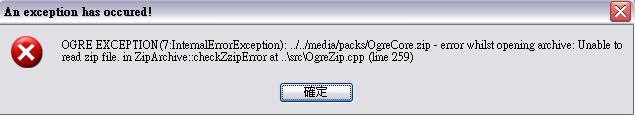 An exception has occured!
OGRE EXCEPTION(7:InternalErrorException): ../../media/packs/OgreCore.zip - error whilst opening archive: Unable to
read zip file. in ZipArchive::checkZzipError at ..\src\OgreZip.cpp (line 259)
確定